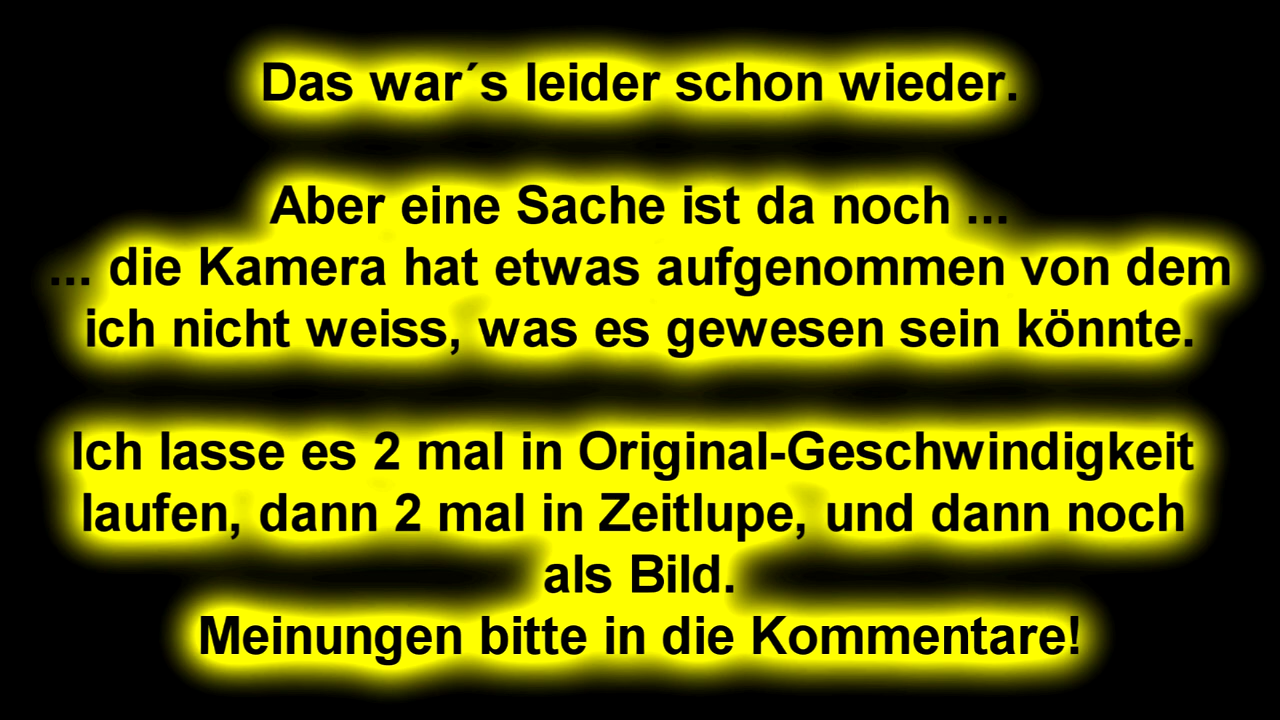 Das war´s leider schon wieder.
Aber eine Sache ist da noch ...
... die Kamera hat etwas aufgenommen von dem
ich nicht weiss, was es gewesen sein könnte.
Ich lasse es 2 mal in Original-Geschwindigkeit
laufen, dann 2 mal in Zeitlupe, und dann noch
als Bild.
Meinungen bitte in die Kommentare!